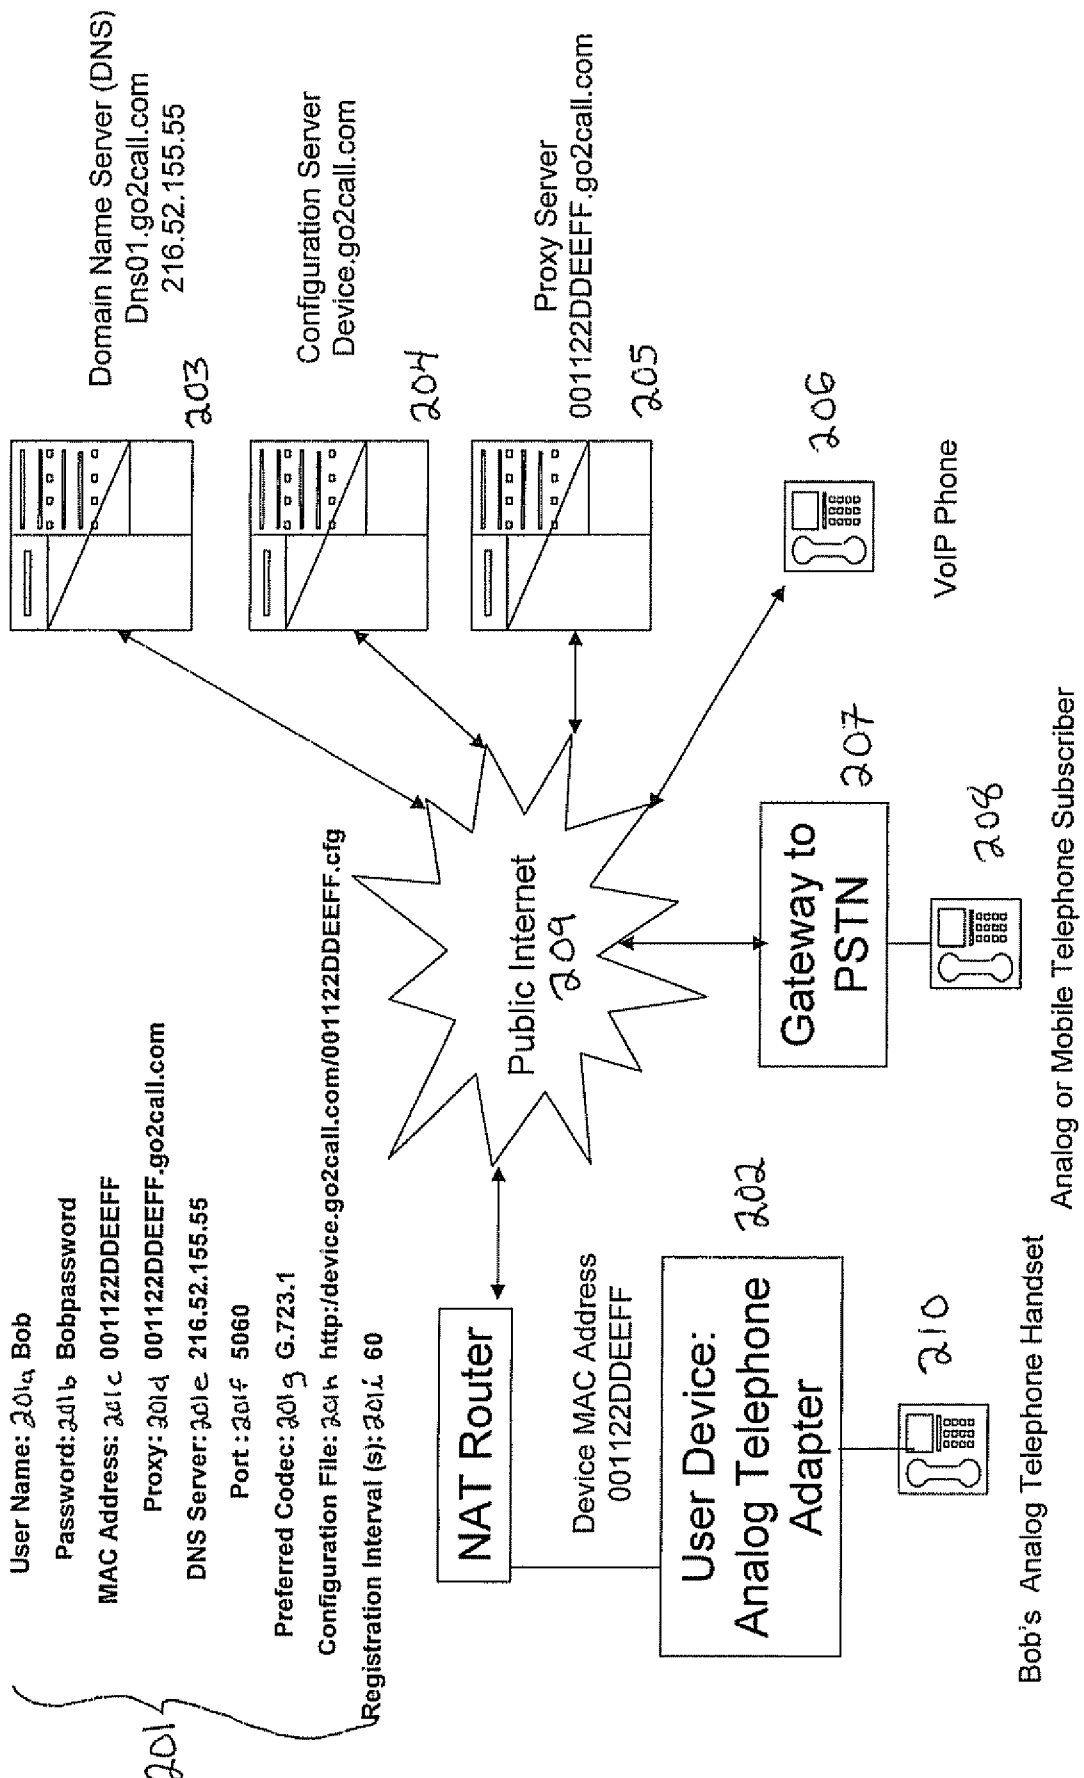 User Name: 201a Bob
Password: 201b Bobpassword
MAC Address: 201c 001122DDEEFF
Proxy: 201d 001122DDEEFF.go2call.com
DNS Server: 201e 216.52.155.55
Port: 201f 5060
Preferred Codec: 201g G.723.1
Configuration File: 201h http:/device.go2call.com/001122DDEEFF.cfg
Registration Interval (s): 201i 60
201
Domain Name Server (DNS)
Dns01.go2call.com
216.52.155.55
203
Configuration Server
Device.go2call.com
204
Proxy Server
001122DDEEFF.go2call.com
205
206
VoIP Phone
Public Internet
209
NAT Router
Device MAC Address
001122DDEEFF
202
User Device:
Analog Telephone
Adapter
210
Bob's Analog Telephone Handset
Gateway to
PSTN
207
208
Analog or Mobile Telephone Subscriber